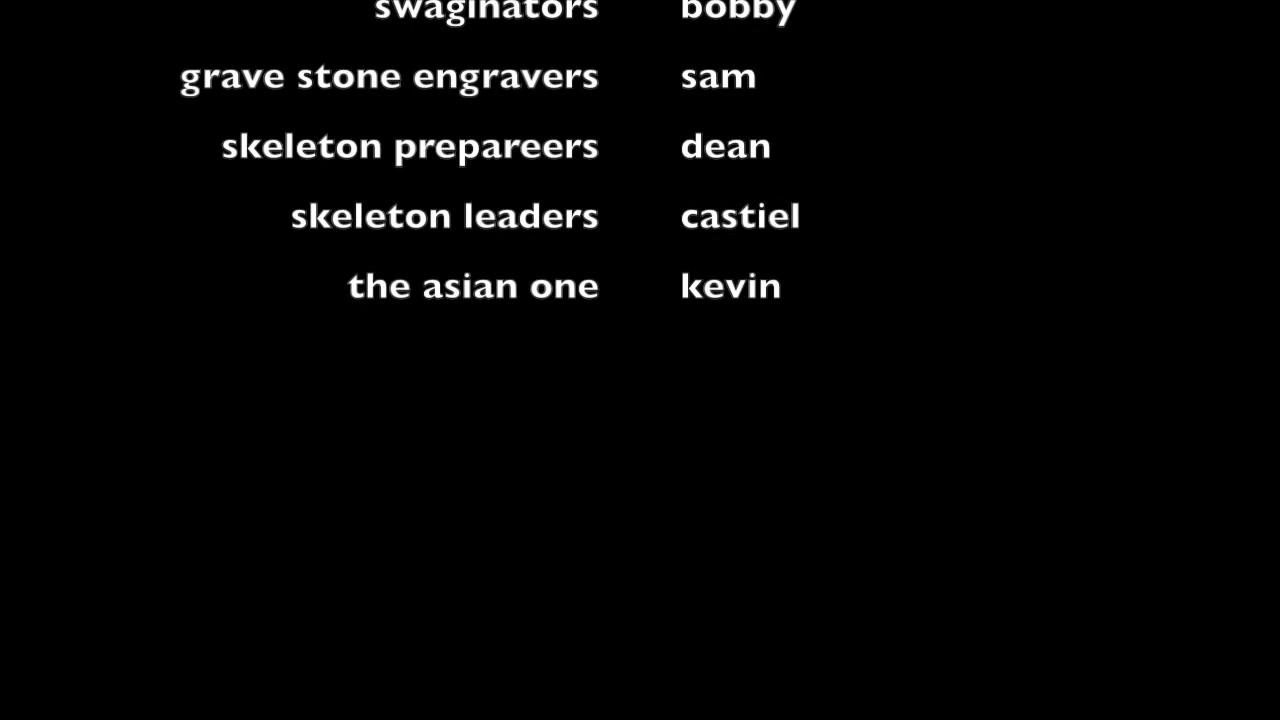 swaginators bobby
grave stone engravers sam
skeleton prepareers dean
skeleton leaders castiel
the asian one kevin